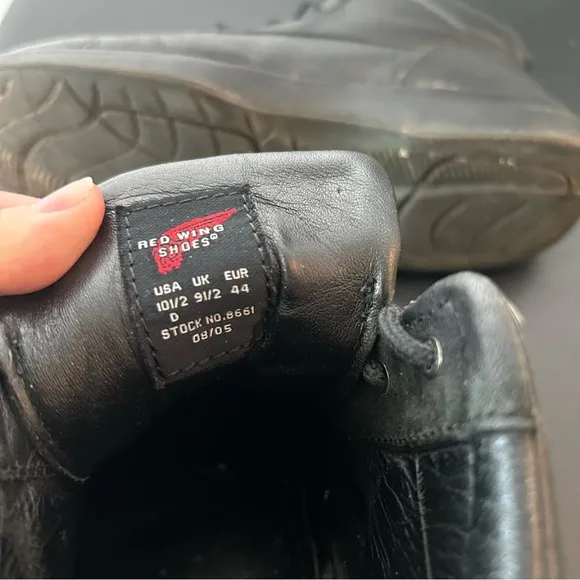 RED WING
SHOES®
USA UK EUR
101/2 91/2 44
D
STOCK NO.8661
08/05